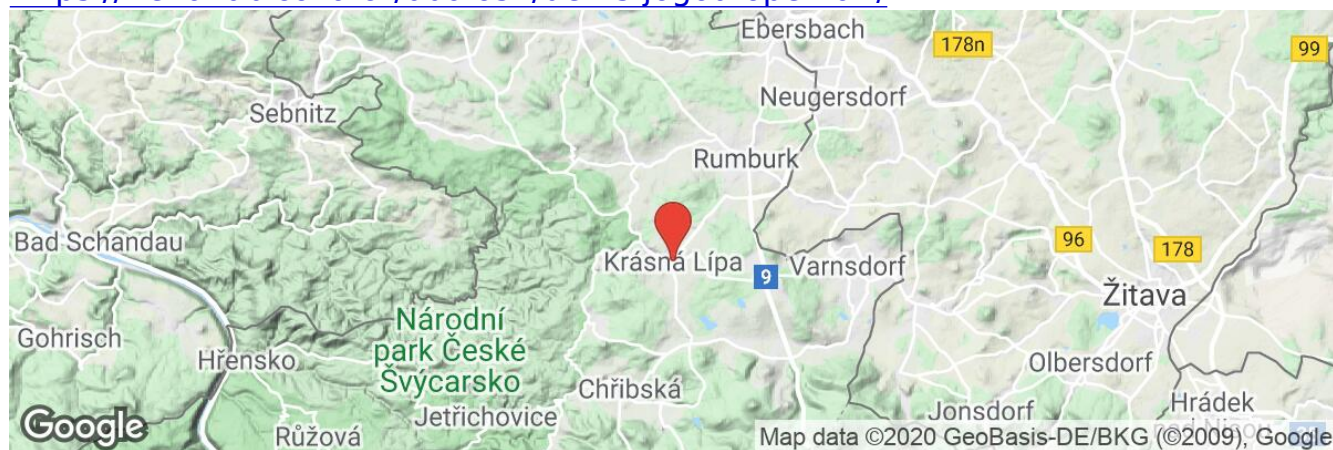 Ebersbach
178n
99
Neugersdorf
Sebnitz
Rumburk
Bad Schandau
Krásná Lípa
9
Varnsdorf
96
178
Žitava
Národní
park České
Švýcarsko
Gohrisch
Hřensko
Olbersdorf
Chřibská
Jetřichovice
Jonsdorf
Hrádek
Růžová
Google
Map data ©2020 GeoBasis-DE/BKG (©2009), Google